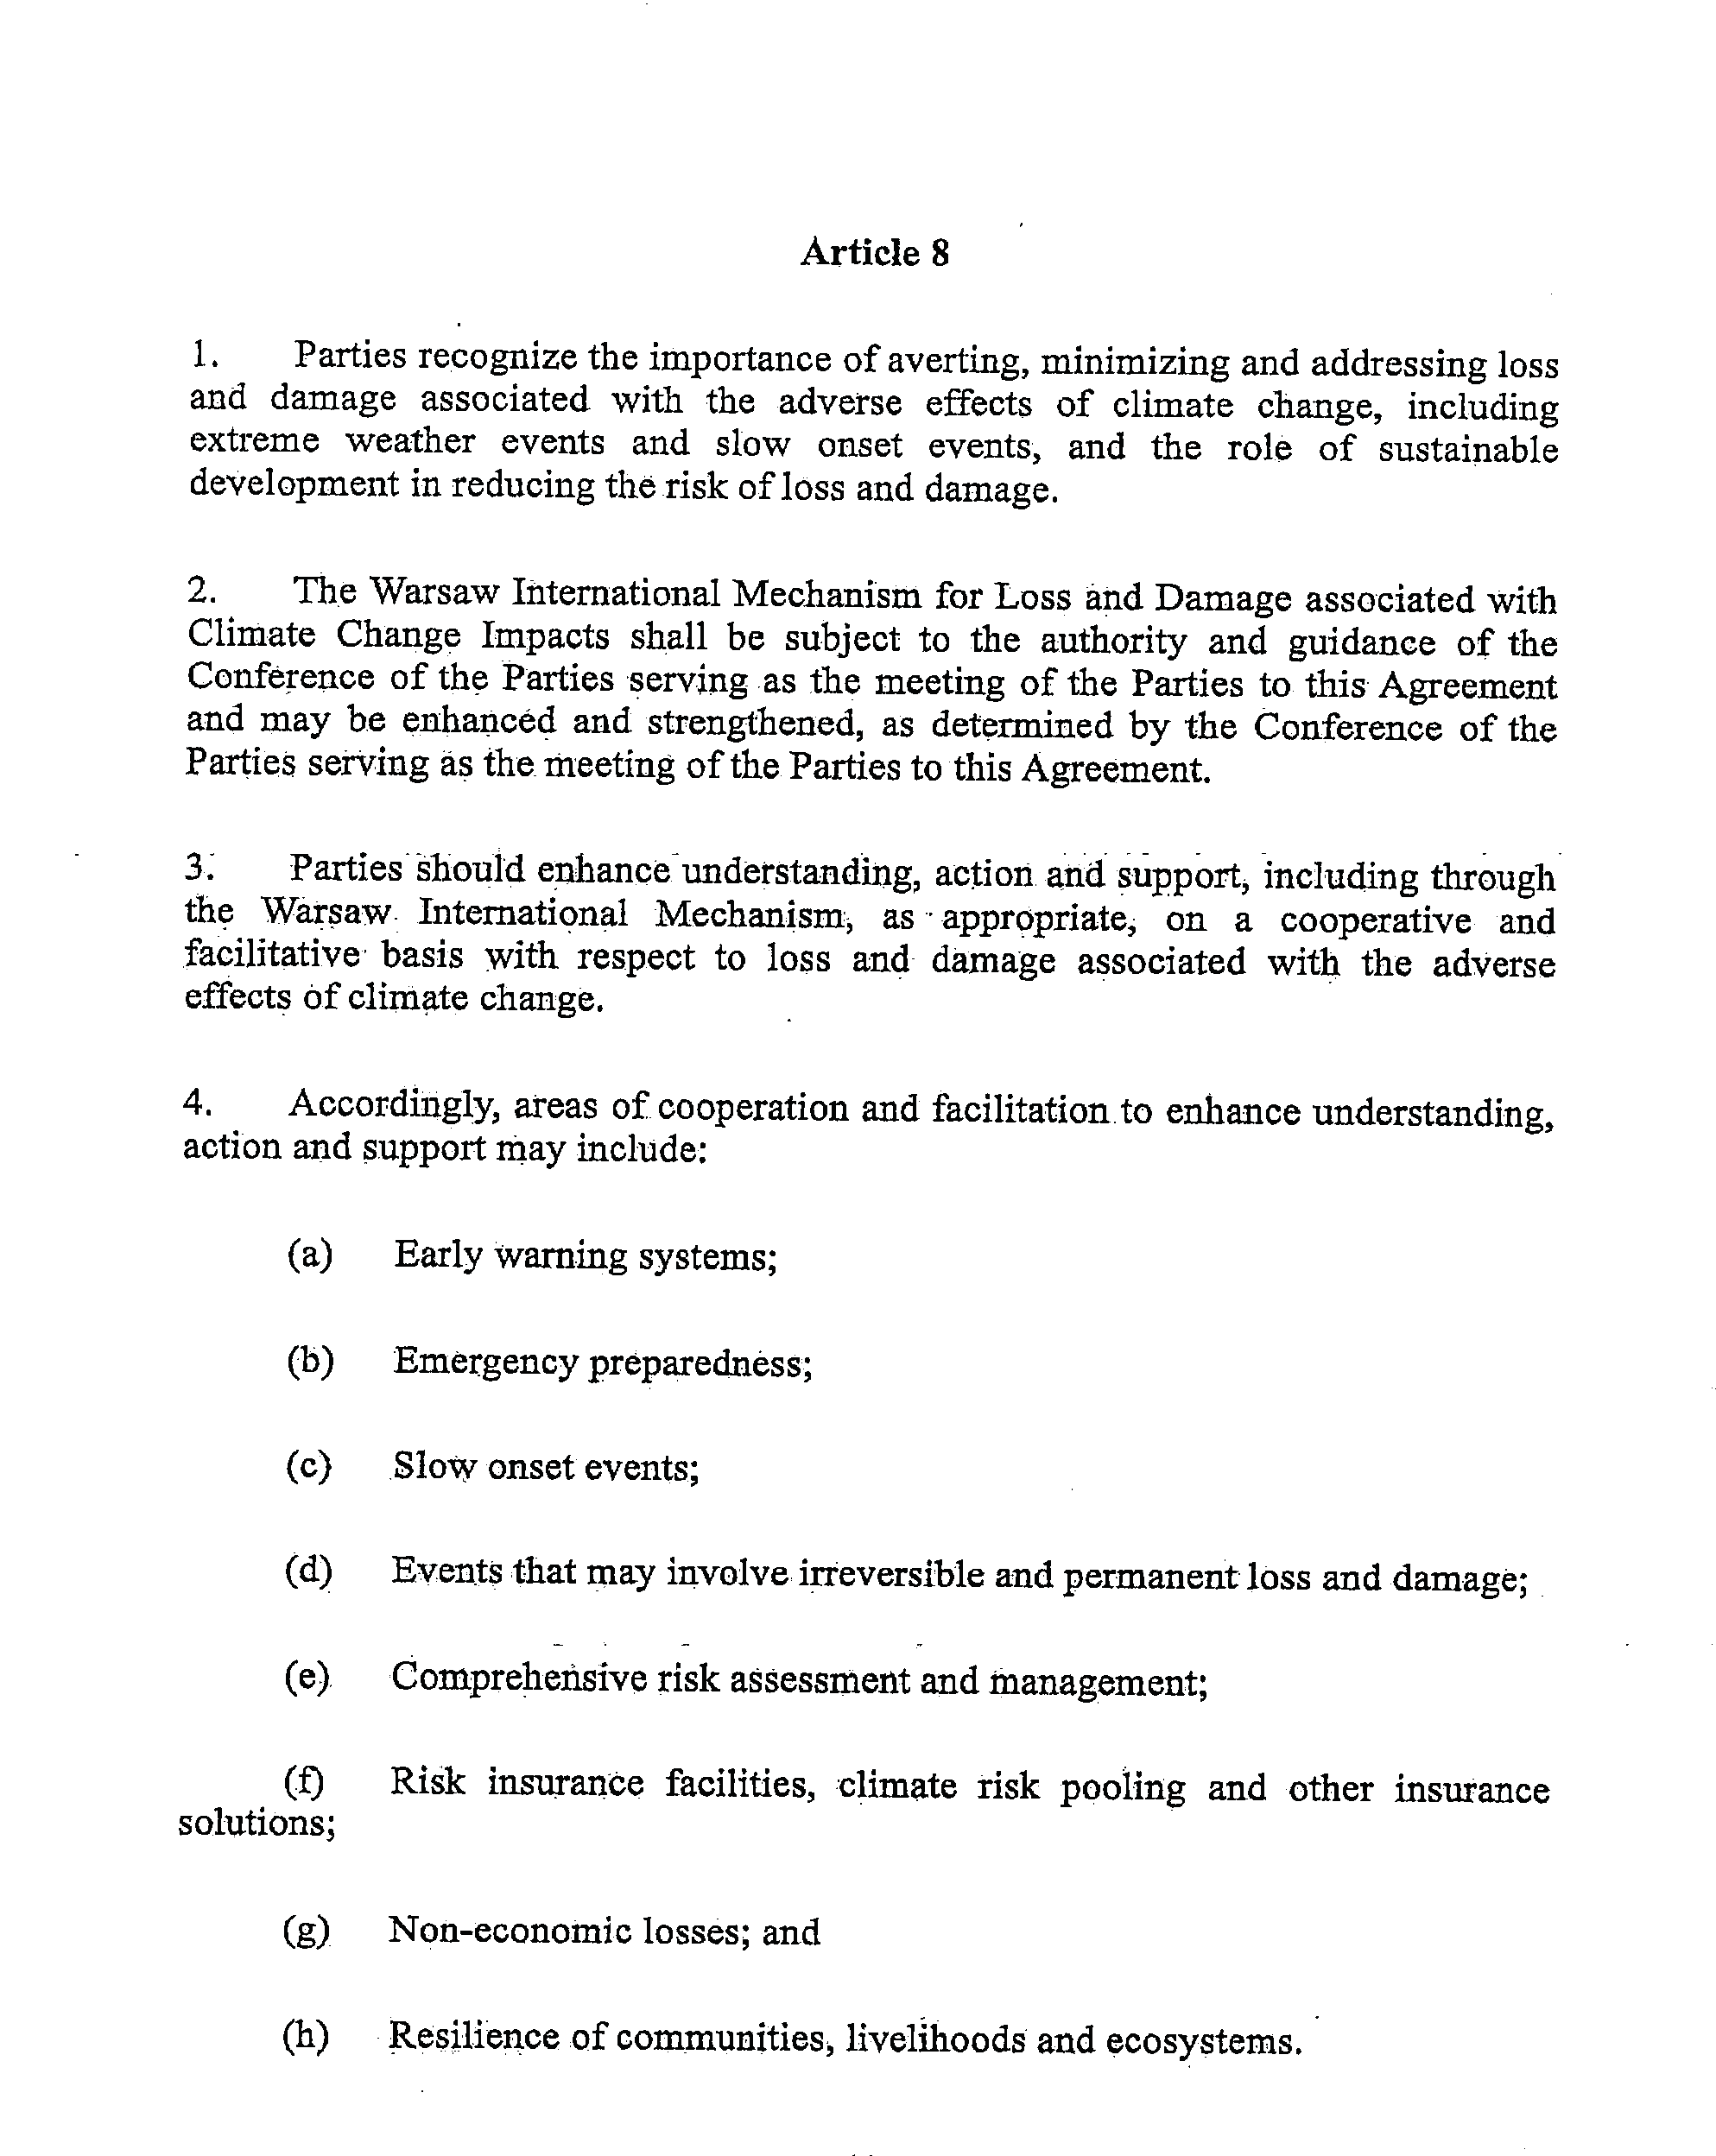 Article 8
1. Parties recognize the importance of averting, minimizing and addressing loss
and damage associated with the adverse effects of climate change, including
extreme weather events and slow onset events, and the role of sustainable
development in reducing the risk of loss and damage.
2. The Warsaw International Mechanism for Loss and Damage associated with
Climate Change Impacts shall be subject to the authority and guidance of the
Conference of the Parties serving as the meeting of the Parties to this Agreement
and may be enhanced and strengthened, as determined by the Conference of the
Parties serving as the meeting of the Parties to this Agreement.
3. Parties should enhance understanding, action and support, including through
the Warsaw International Mechanism, as appropriate, on a cooperative and
facilitative basis with respect to loss and damage associated with the adverse
effects of climate change.
4. Accordingly, areas of cooperation and facilitation to enhance understanding,
action and support may include:
(a) Early warning systems;
(b) Emergency preparedness;
(c) Slow onset events;
(d) Events that may involve irreversible and permanent loss and damage;
(e) Comprehensive risk assessment and management;
(f) Risk insurance facilities, climate risk pooling and other insurance
solutions;
(g) Non-economic losses; and
(h) Resilience of communities, livelihoods and ecosystems.